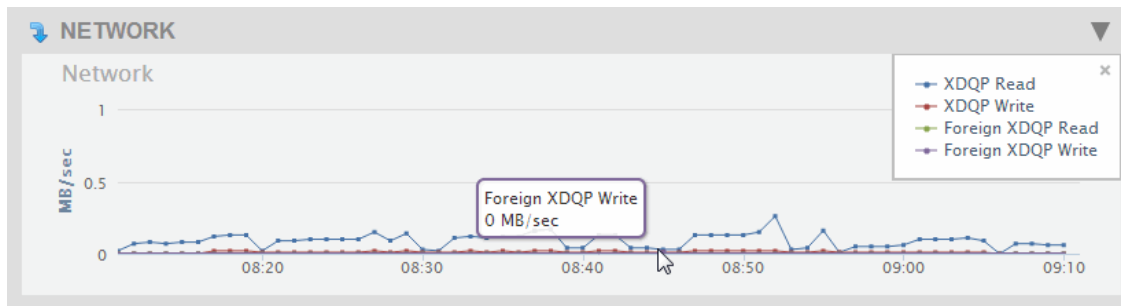 NETWORK
Network
XDQP Read
XDQP Write
Foreign XDQP Read
Foreign XDQP Write
1
MB/sec
0.5
Foreign XDQP Write
0 MB/sec
0
08:20
08:30
08:40
08:50
09:00
09:10